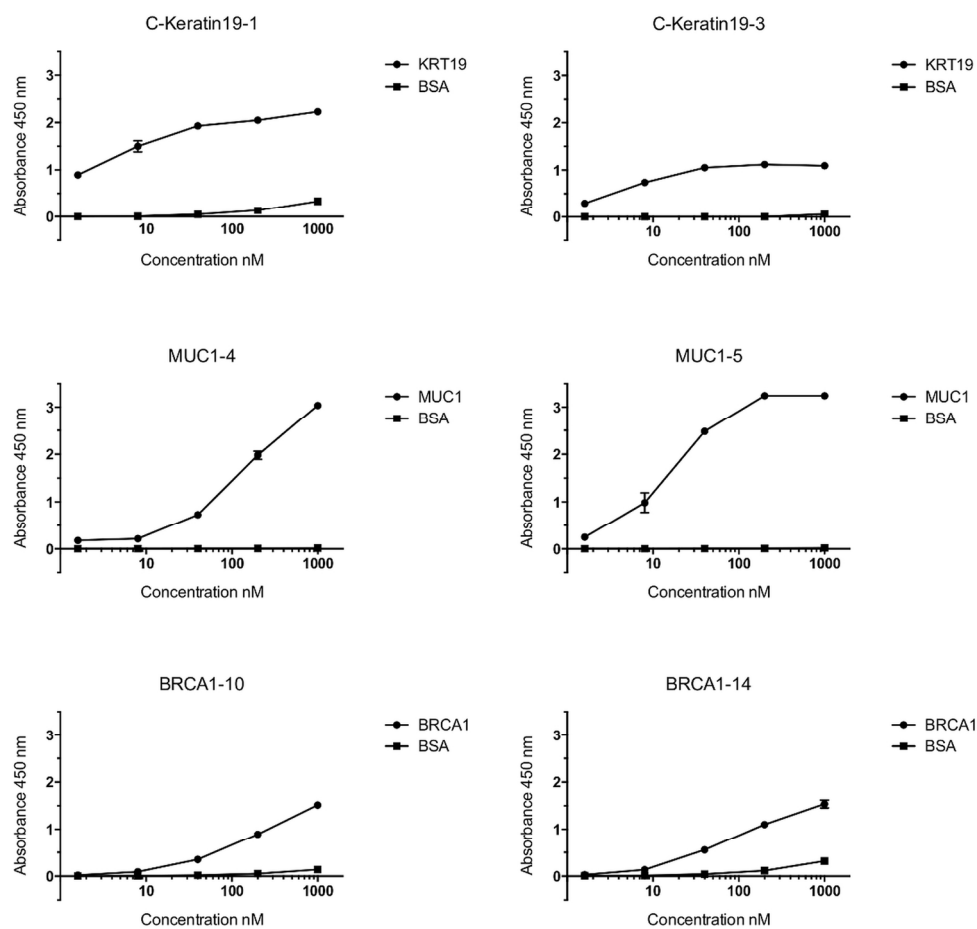 C-Keratin19-1
Absorbance 450 nm
3
2
1
0
10
100
1000
Concentration nM
KRT19
BSA
C-Keratin19-3
Absorbance 450 nm
3
2
1
0
10
100
1000
Concentration nM
KRT19
BSA
MUC1-4
Absorbance 450 nm
3
2
1
0
10
100
1000
Concentration nM
MUC1
BSA
MUC1-5
Absorbance 450 nm
3
2
1
0
10
100
1000
Concentration nM
MUC1
BSA
BRCA1-10
Absorbance 450 nm
3
2
1
0
10
100
1000
Concentration nM
BRCA1
BSA
BRCA1-14
Absorbance 450 nm
3
2
1
0
10
100
1000
Concentration nM
BRCA1
BSA